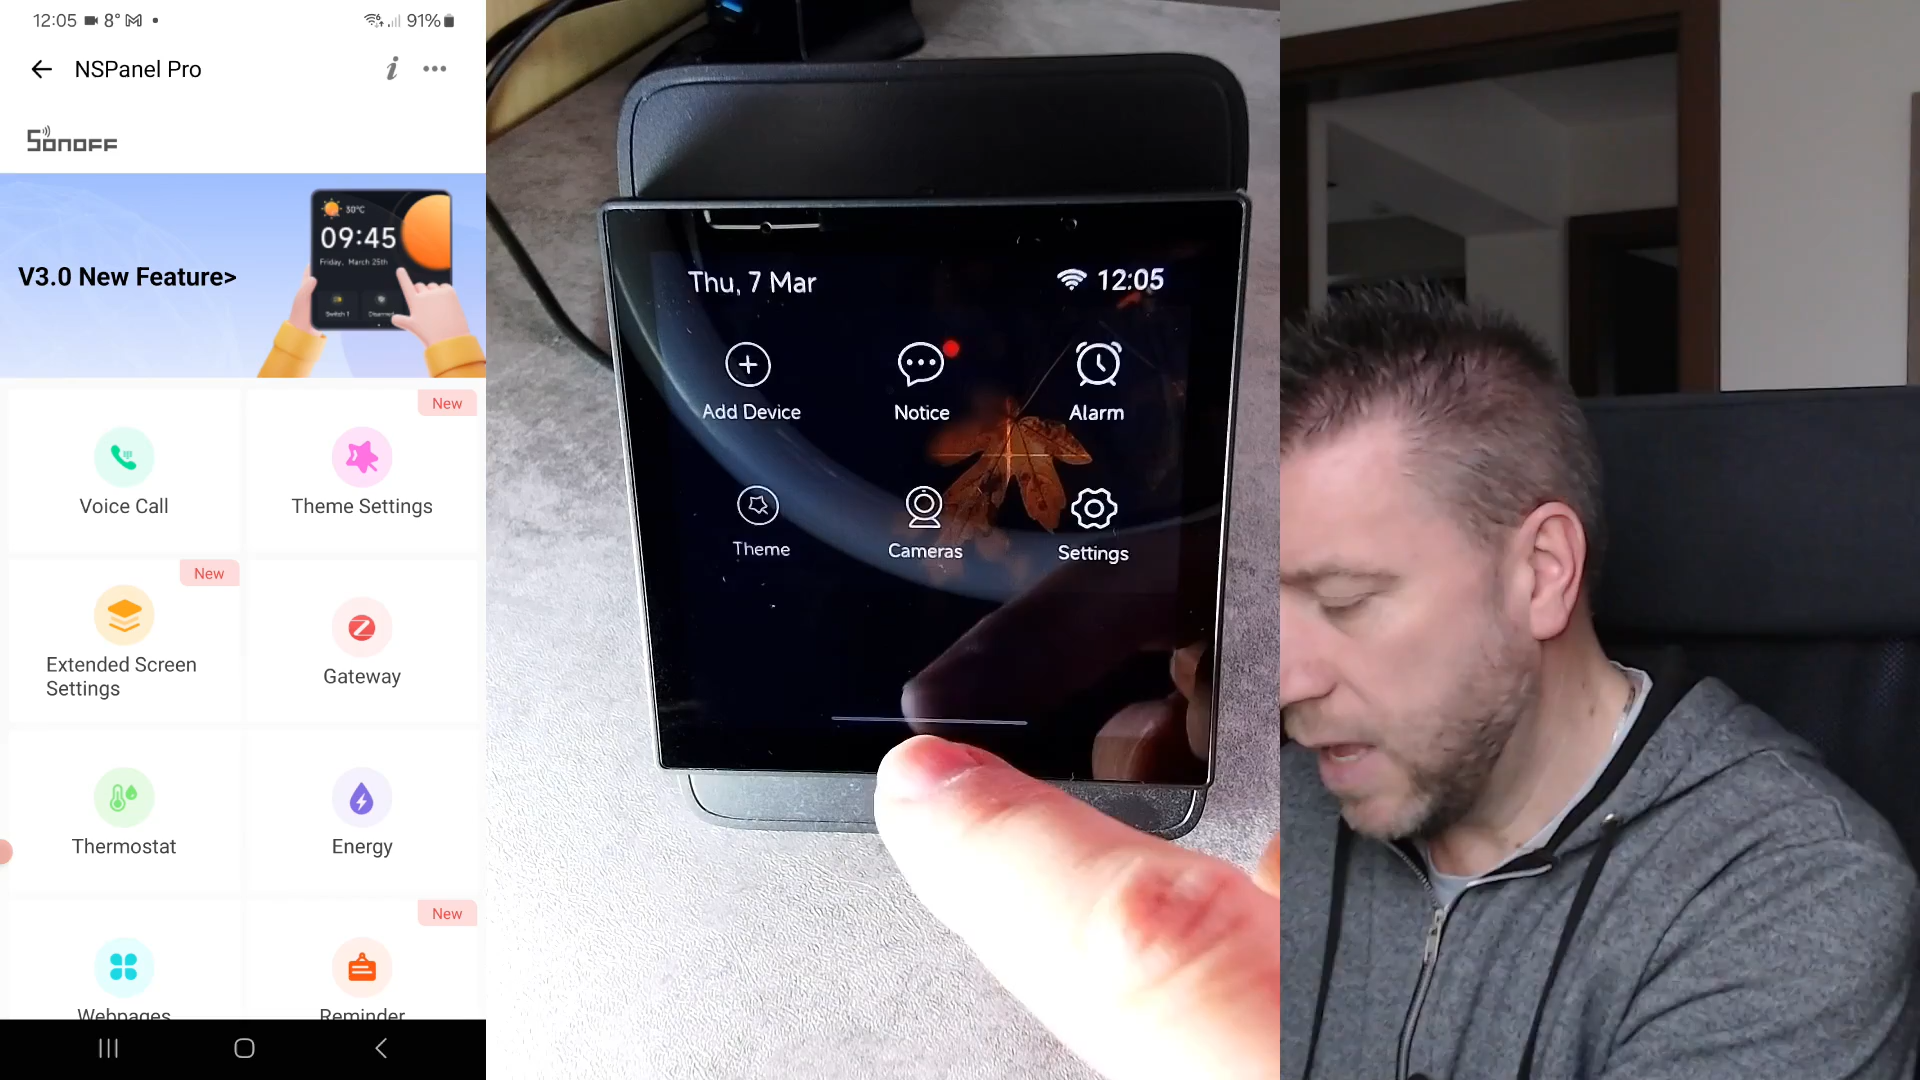 12:05 8° 91%
NSPanel Pro
SONOFF
30°C
09:45
Friday, March 25th
Switch 1
V3.0 New Feature>
New
Voice Call
Theme Settings
New
Extended Screen
Settings
Gateway
Thermostat
Energy
New
Webpages
Reminder
Thu, 7 Mar
12:05
Add Device
Notice
Alarm
Theme
Cameras
Settings